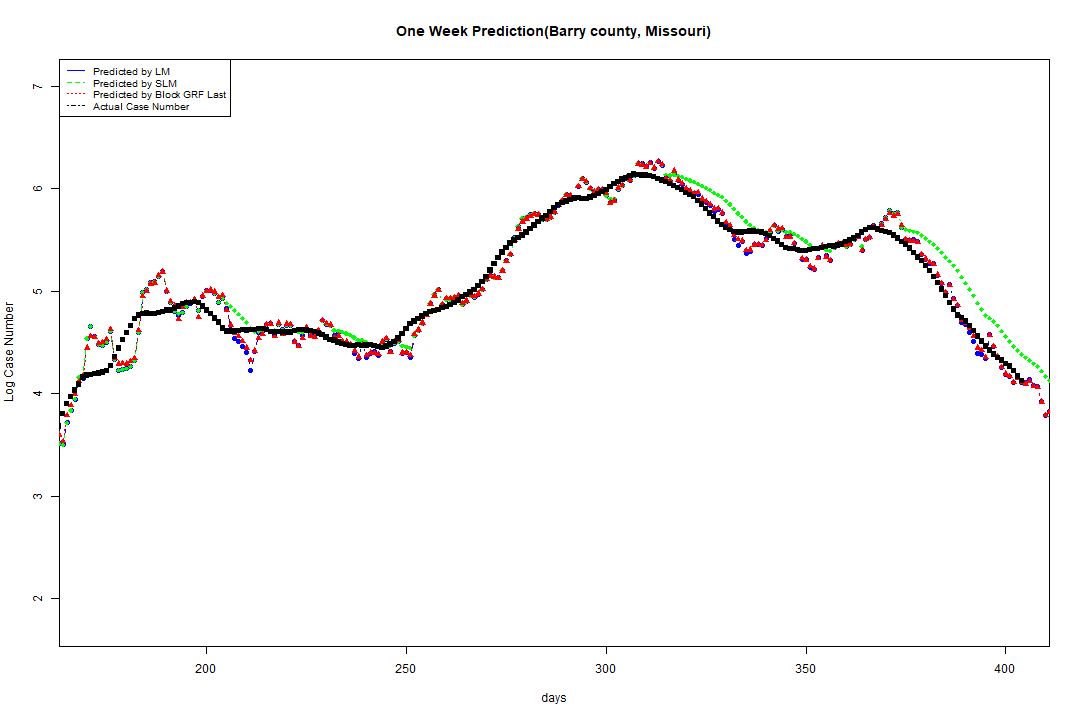 One Week Prediction(Barry county, Missouri)
Predicted by LM
Predicted by SLM
Predicted by Block GRF Last
Actual Case Number
7
6
5
4
3
2
Log Case Number
200
250
300
350
400
days